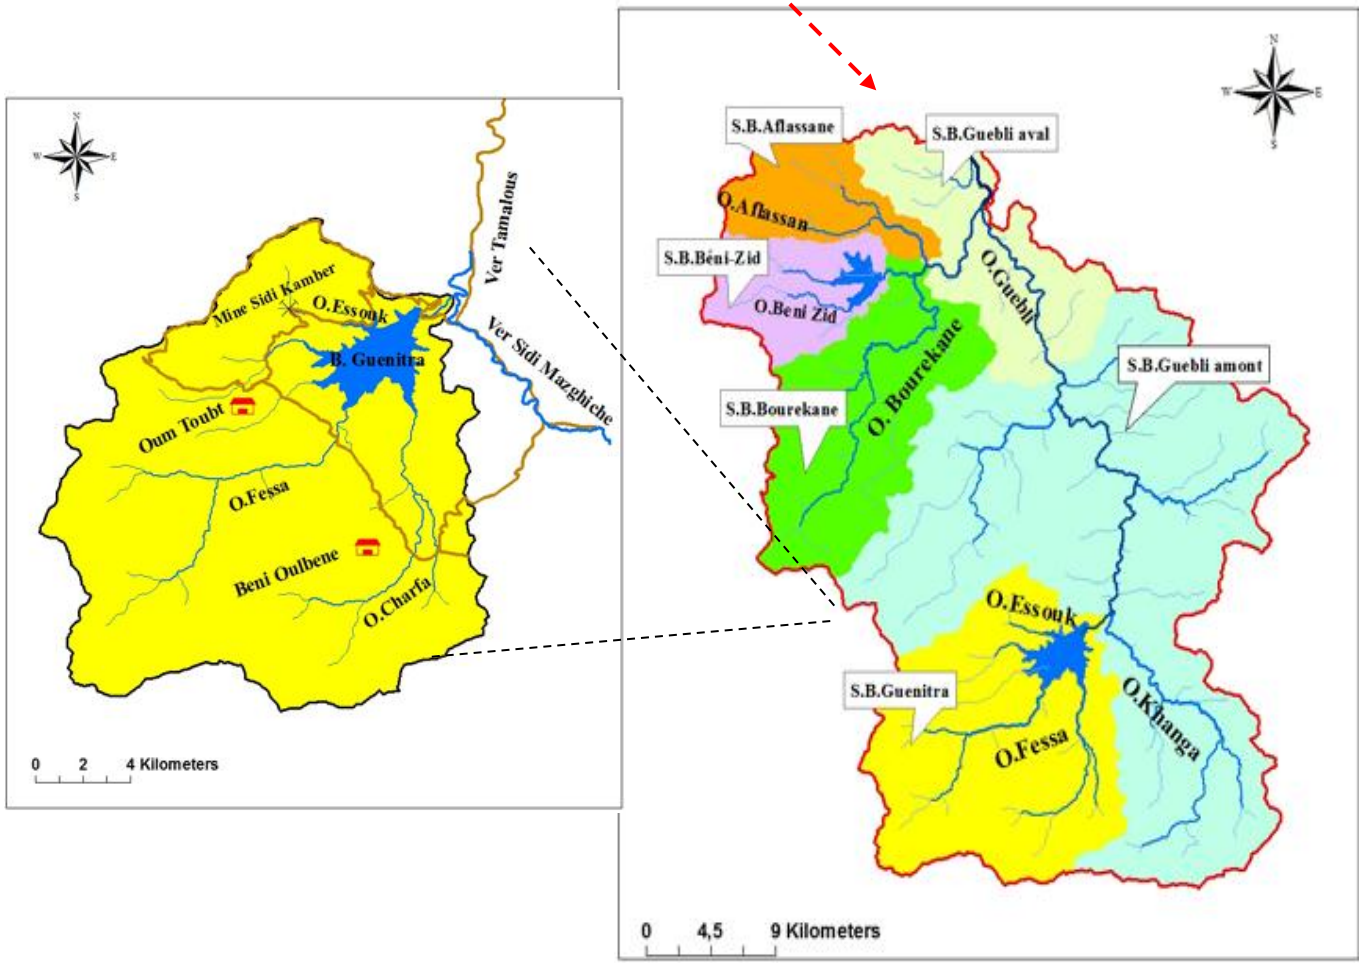 N
W
E
S
Ver Tamalous
Mine Sidi Kamber
O.Essouk
B. Guenitra
Ver Sidi Mazghiche
Oum Toubt
O.Fessa
Beni Oulbene
O.Charfa
0 2 4 Kilometers
N
W
E
S
S.B.Aflassane
S.B.Guebli aval
O.Aflassan
S.B.Béni-Zid
O.Guebli
O.Beni Zid
O. Bourekane
S.B.Guebli amont
S.B.Bourekane
O.Essouk
S.B.Guenitra
O.Khanga
O.Fessa
0 4,5 9 Kilometers